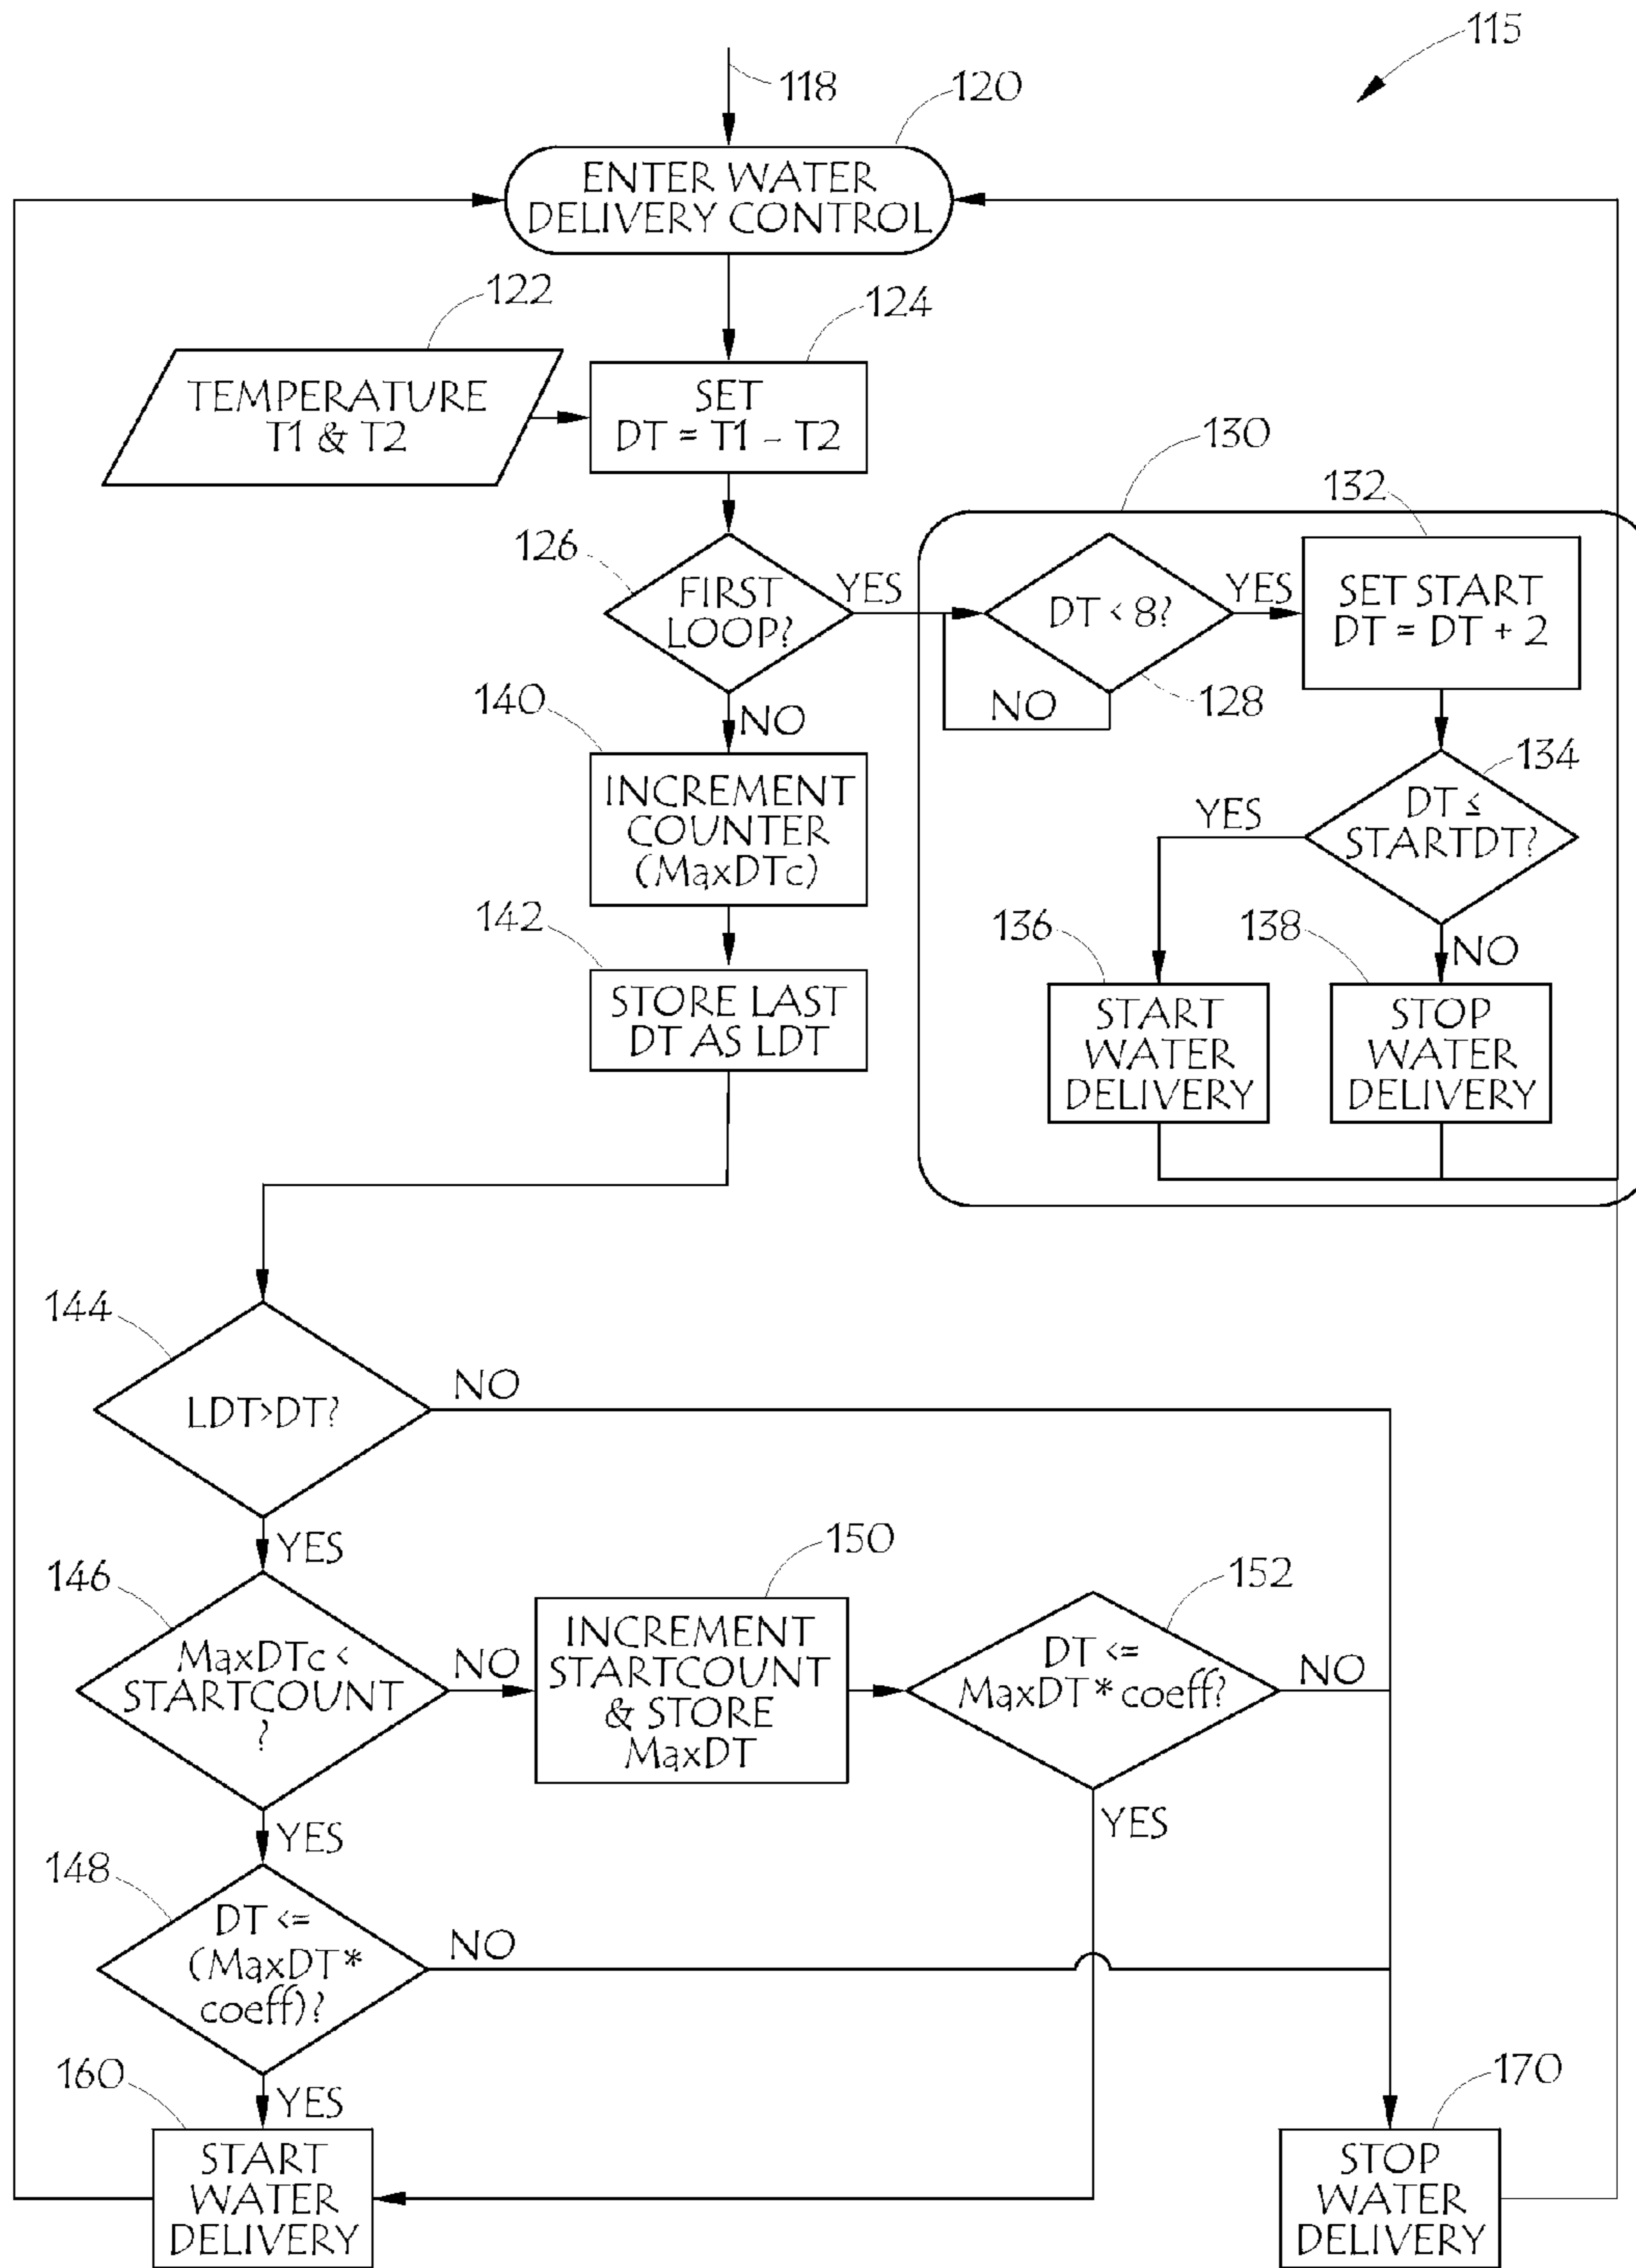 115
118
120
ENTER WATER
DELIVERY CONTROL
122
124
TEMPERATURE
T1 & T2
SET
DT = T1 - T2
130
132
126
FIRST
LOOP?
YES
DT < 8?
YES
SET START
DT = DT + 2
NO
128
140
NO
134
INCREMENT
COUNTER
(MaxDTc)
YES
DT ≤
STARTDT?
142
136
138
NO
STORE LAST
DT AS LDT
START
WATER
DELIVERY
STOP
WATER
DELIVERY
144
LDT>DT?
NO
YES
146
150
152
MaxDTc <
STARTCOUNT
?
NO
INCREMENT
STARTCOUNT
& STORE
MaxDT
DT <=
MaxDT * coeff?
NO
YES
YES
148
DT <=
(MaxDT*
coeff)?
NO
160
YES
170
START
WATER
DELIVERY
STOP
WATER
DELIVERY